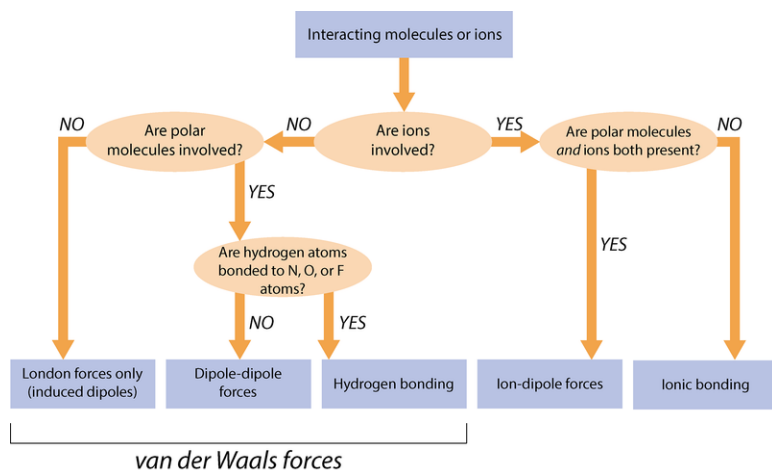 Interacting molecules or ions
NO
Are polar
molecules involved?
NO
Are ions
involved?
YES
Are polar molecules
and ions both present?
NO
YES
YES
Are hydrogen atoms
bonded to N, O, or F
atoms?
NO
YES
London forces only
(induced dipoles)
Dipole-dipole
forces
Hydrogen bonding
Ion-dipole forces
Ionic bonding
van der Waals forces